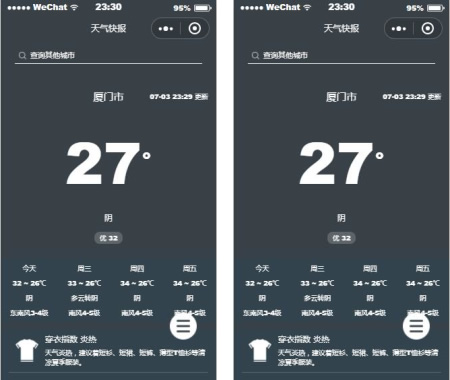 WeChat 23:30 95%
天气快报
查询其他城市
厦门市 07-03 23:29 更新
27°
阴
优 32
今天 周三 周四 周五
32 ~ 26℃ 33 ~ 26℃ 34 ~ 26℃ 34 ~ 26℃
阴 多云转阴 阴 阴
东南风3-4级 南风4-5级 南风4-5级 南风4-5级
穿衣指数 炎热
天气炎热，建议着短衫、短裙、短裤、薄型T恤衫等清
凉夏季服装。
WeChat 23:30 95%
天气快报
查询其他城市
厦门市 07-03 23:29 更新
27°
阴
优 32
今天 周三 周四 周五
32 ~ 26℃ 33 ~ 26℃ 34 ~ 26℃ 34 ~ 26℃
阴 多云转阴 阴 阴
东南风3-4级 南风4-5级 南风4-5级 南风4-5级
穿衣指数 炎热
天气炎热，建议着短衫、短裙、短裤、薄型T恤衫等清
凉夏季服装。